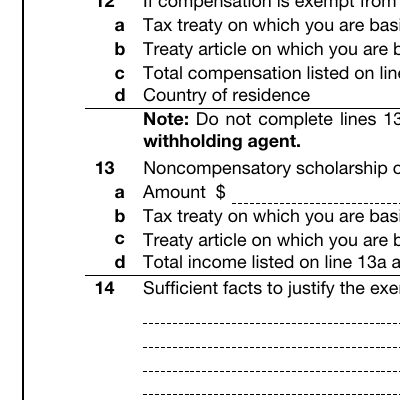 12 If compensation is exempt from
a Tax treaty on which you are basi
b Treaty article on which you are b
c Total compensation listed on line
d Country of residence
Note: Do not complete lines 13
withholding agent.
13 Noncompensatory scholarship o
a Amount $
b Tax treaty on which you are basi
c Treaty article on which you are b
d Total income listed on line 13a a
14 Sufficient facts to justify the exe